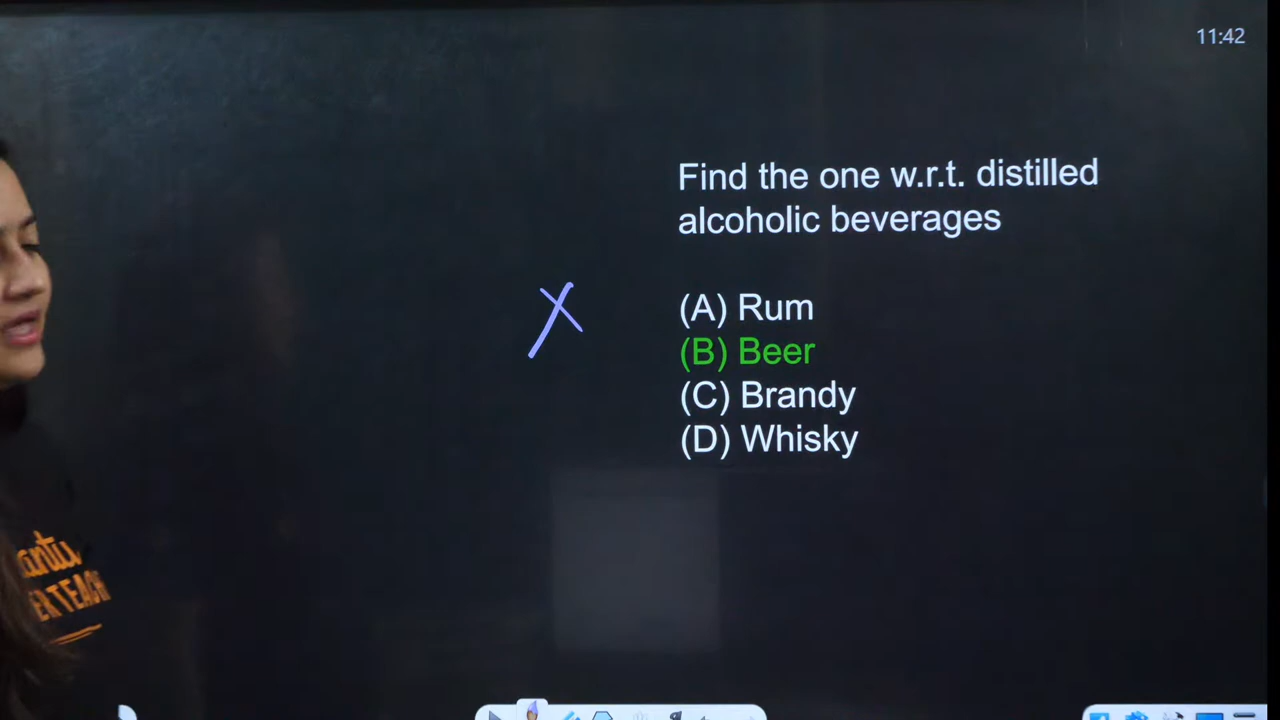 11:42
Find the one w.r.t. distilled
alcoholic beverages
(A) Rum
(B) Beer
(C) Brandy
(D) Whisky